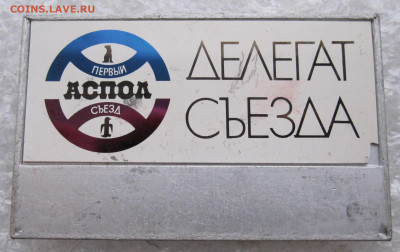 COINS.LAVE.RU
ПЕРВЫЙ
АСПОЛ
СЪЕЗД
ДЕЛЕГАТ
СЪЕЗДА